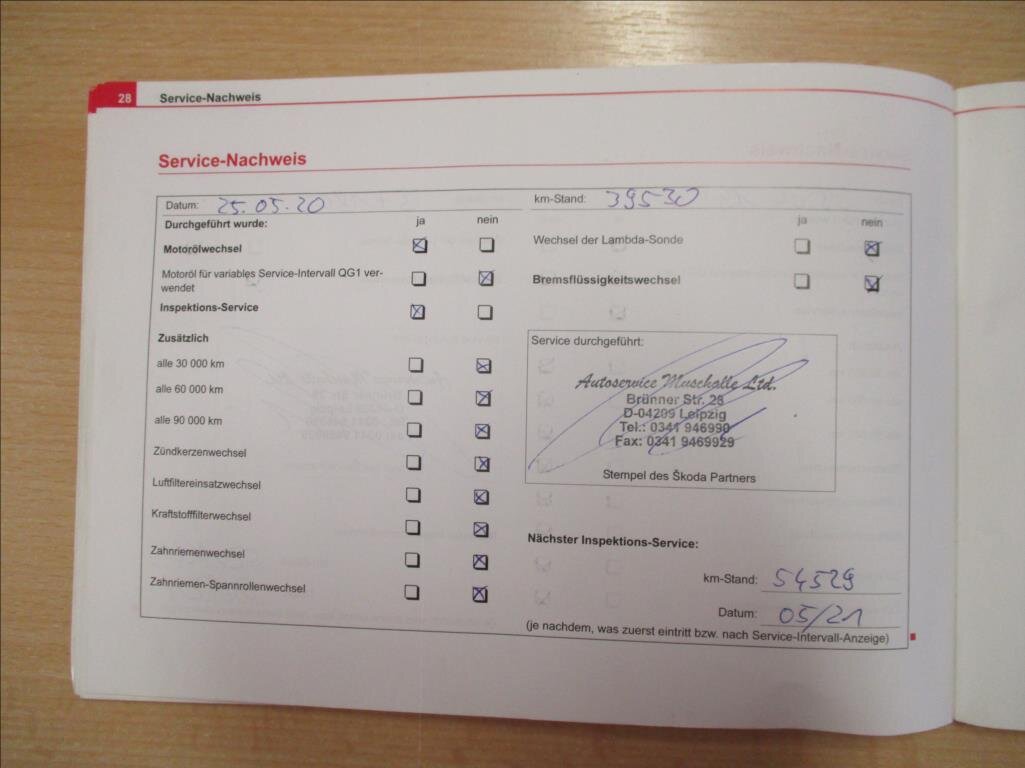 28 Service-Nachweis
Service-Nachweis
Datum: 25.05.20
Durchgeführt wurde: ja nein
Motorölwechsel
Motoröl für variables Service-Intervall QG1 ver-
wendet
Inspektions-Service
Zusätzlich
alle 30 000 km
alle 60 000 km
alle 90 000 km
Zündkerzenwechsel
Luftfiltereinsatzwechsel
Kraftstofffilterwechsel
Zahnriemenwechsel
Zahnriemen-Spannrollenwechsel
km-Stand: 39530
ja nein
Wechsel der Lambda-Sonde
Bremsflüssigkeitswechsel
Service durchgeführt:
Autoservice Muschalle Ltd.
Brünner Str. 28
D-04209 Leipzig
Tel.: 0341 946990
Fax: 0341 9469929
Stempel des Škoda Partners
Nächster Inspektions-Service:
km-Stand: 54529
Datum: 05/21
(je nachdem, was zuerst eintritt bzw. nach Service-Intervall-Anzeige)